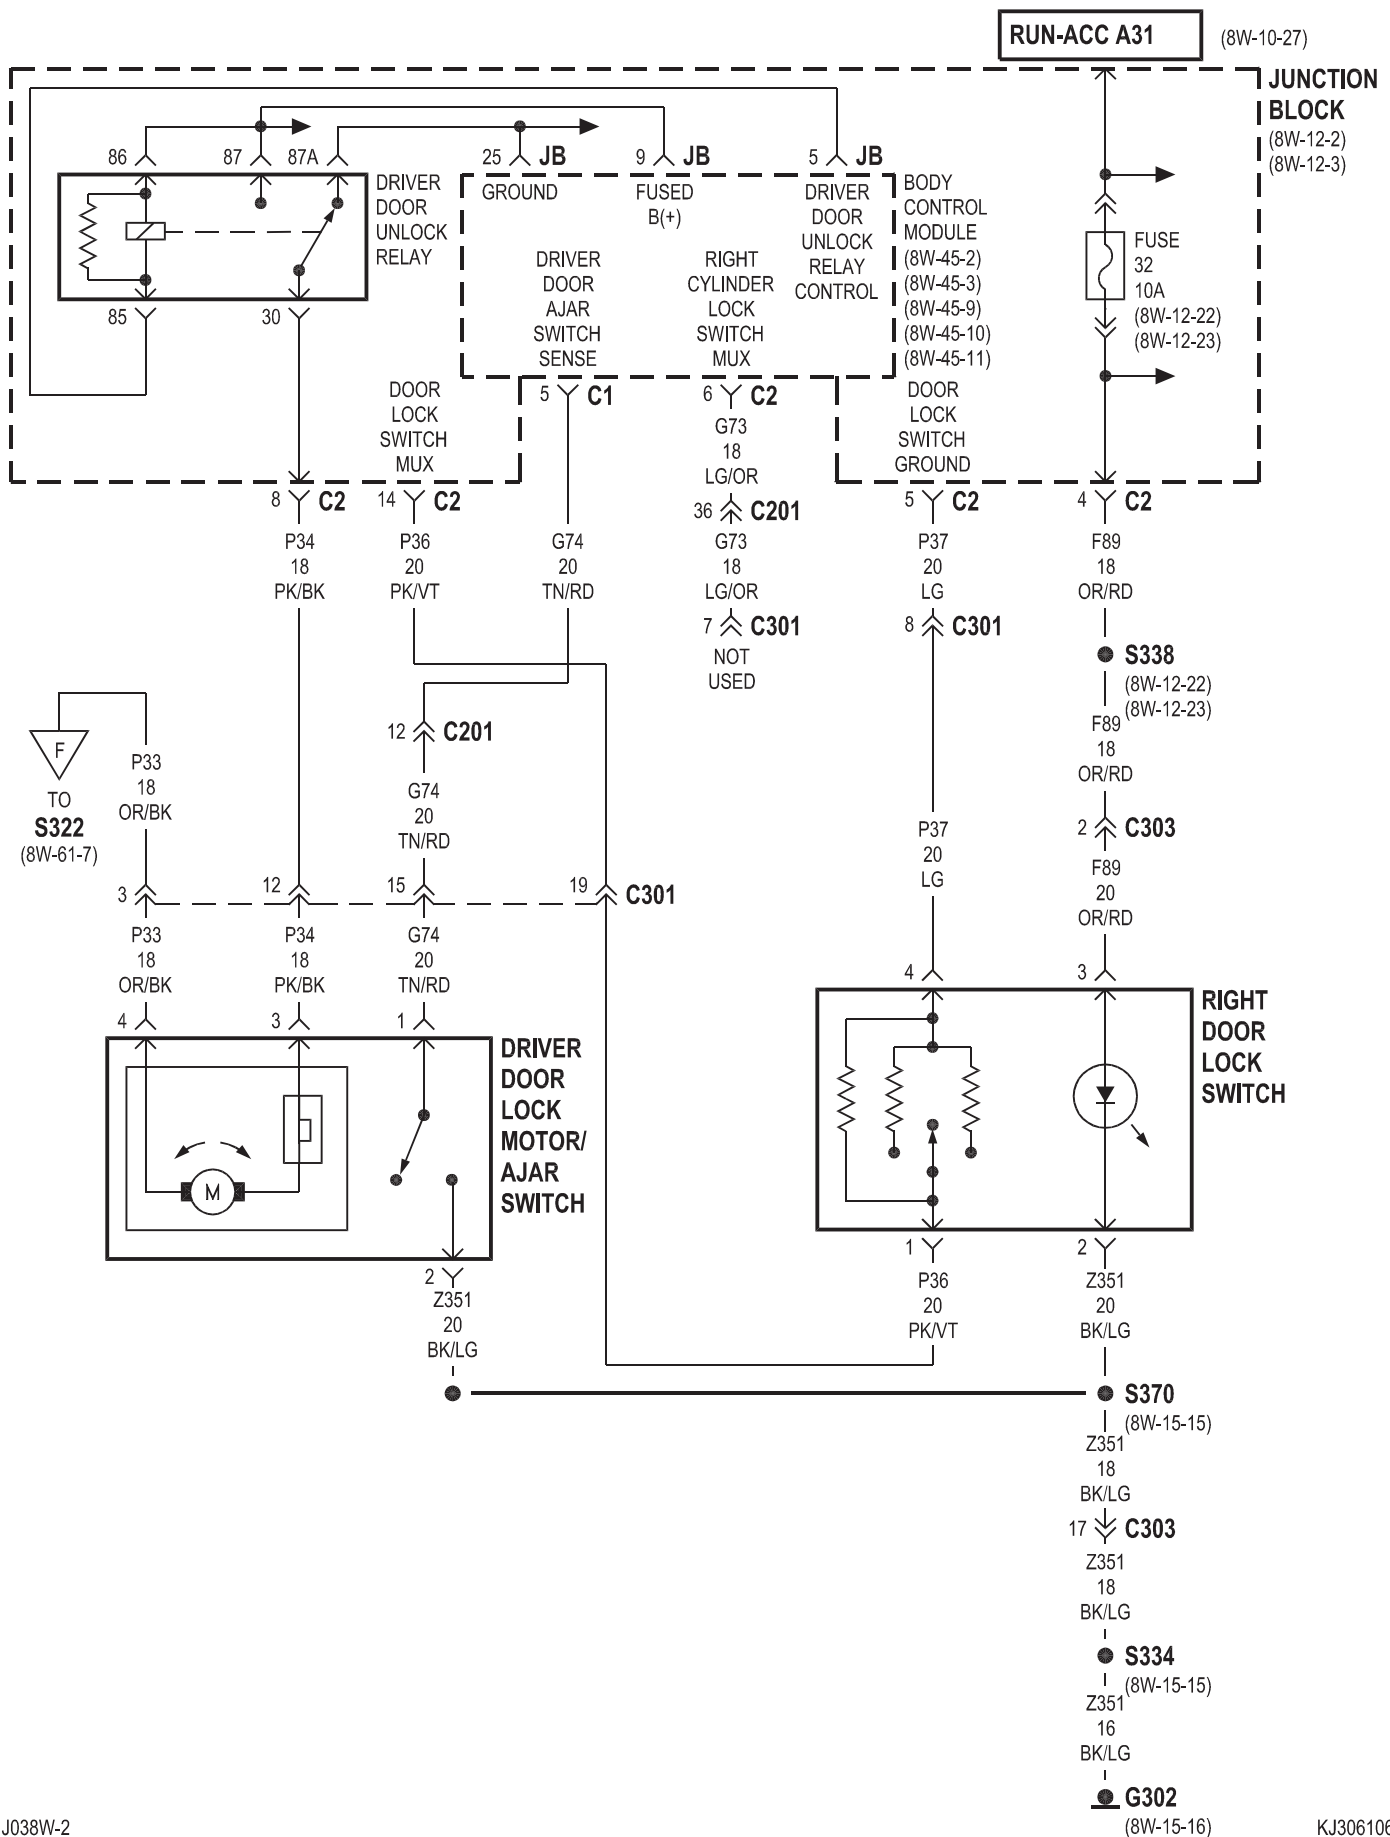 RUN-ACC A31
(8W-10-27)
JUNCTION
BLOCK
(8W-12-2)
(8W-12-3)
86
87
87A
25
JB
9
JB
5
JB
DRIVER
DOOR
UNLOCK
RELAY
GROUND
FUSED
B(+)
DRIVER
DOOR
UNLOCK
RELAY
CONTROL
BODY
CONTROL
MODULE
(8W-45-2)
(8W-45-3)
(8W-45-9)
(8W-45-10)
(8W-45-11)
DRIVER
DOOR
AJAR
SWITCH
SENSE
RIGHT
CYLINDER
LOCK
SWITCH
MUX
FUSE
32
10A
(8W-12-22)
(8W-12-23)
85
30
DOOR
LOCK
SWITCH
MUX
5
C1
6
C2
DOOR
LOCK
SWITCH
GROUND
G73
18
LG/OR
8
C2
14
C2
36
C201
5
C2
4
C2
P34
18
PK/BK
P36
20
PK/VT
G74
20
TN/RD
G73
18
LG/OR
P37
20
LG
F89
18
OR/RD
7
C301
NOT
USED
8
C301
S338
(8W-12-22)
(8W-12-23)
F
TO
S322
(8W-61-7)
P33
18
OR/BK
12
C201
G74
20
TN/RD
F89
18
OR/RD
P37
20
LG
2
C303
F89
20
OR/RD
3
12
15
19
C301
P33
18
OR/BK
P34
18
PK/BK
G74
20
TN/RD
4
3
1
4
3
DRIVER
DOOR
LOCK
MOTOR/
AJAR
SWITCH
M
RIGHT
DOOR
LOCK
SWITCH
2
Z351
20
BK/LG
1
P36
20
PK/VT
2
Z351
20
BK/LG
S370
(8W-15-15)
Z351
18
BK/LG
17
C303
Z351
18
BK/LG
S334
(8W-15-15)
Z351
16
BK/LG
G302
(8W-15-16)
J038W-2
KJ306106